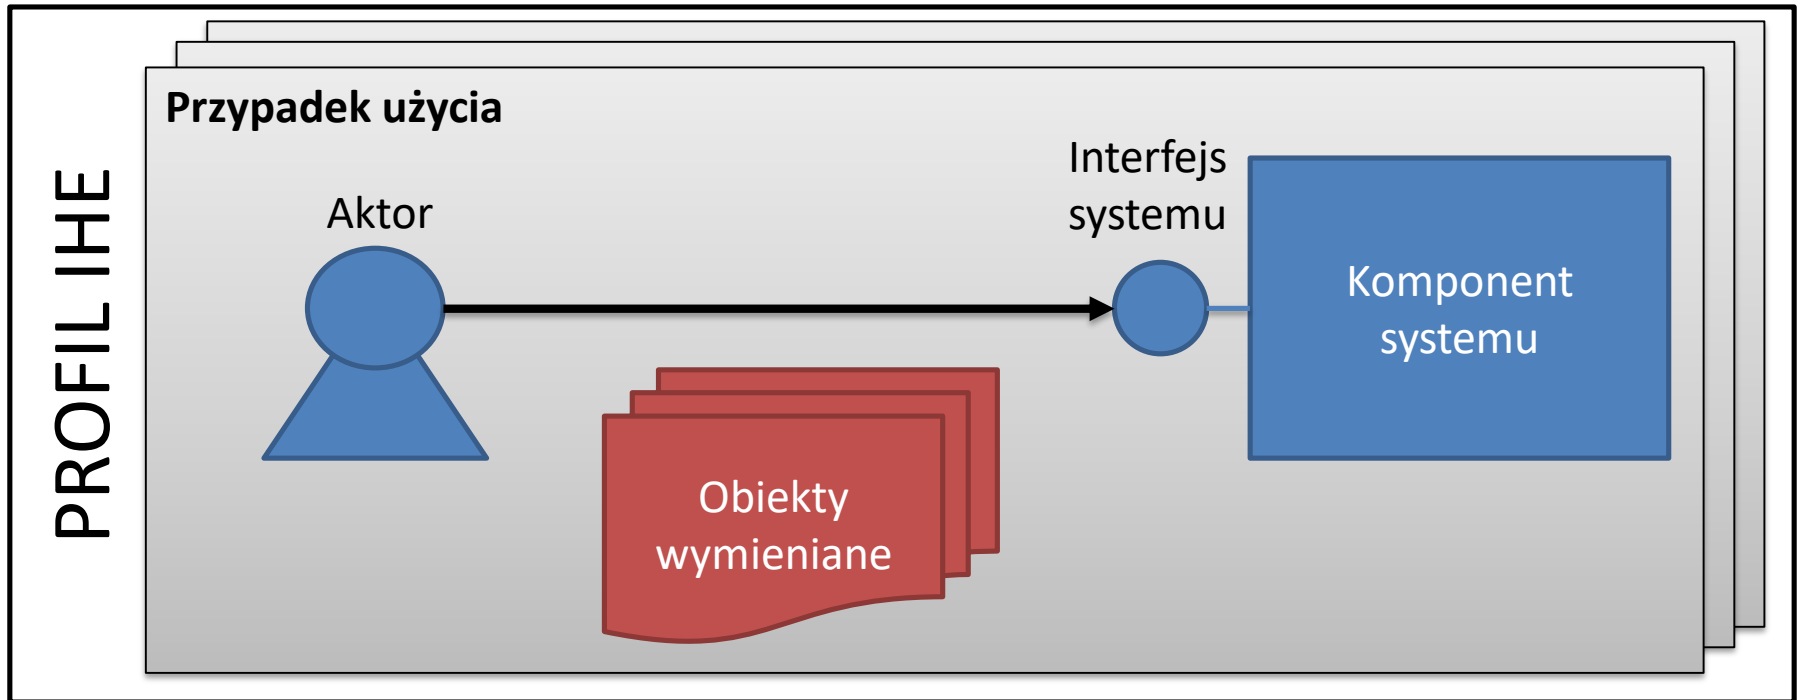 PROFIL IHE
Przypadek użycia
Aktor
Interfejs
systemu
Komponent
systemu
Obiekty
wymieniane